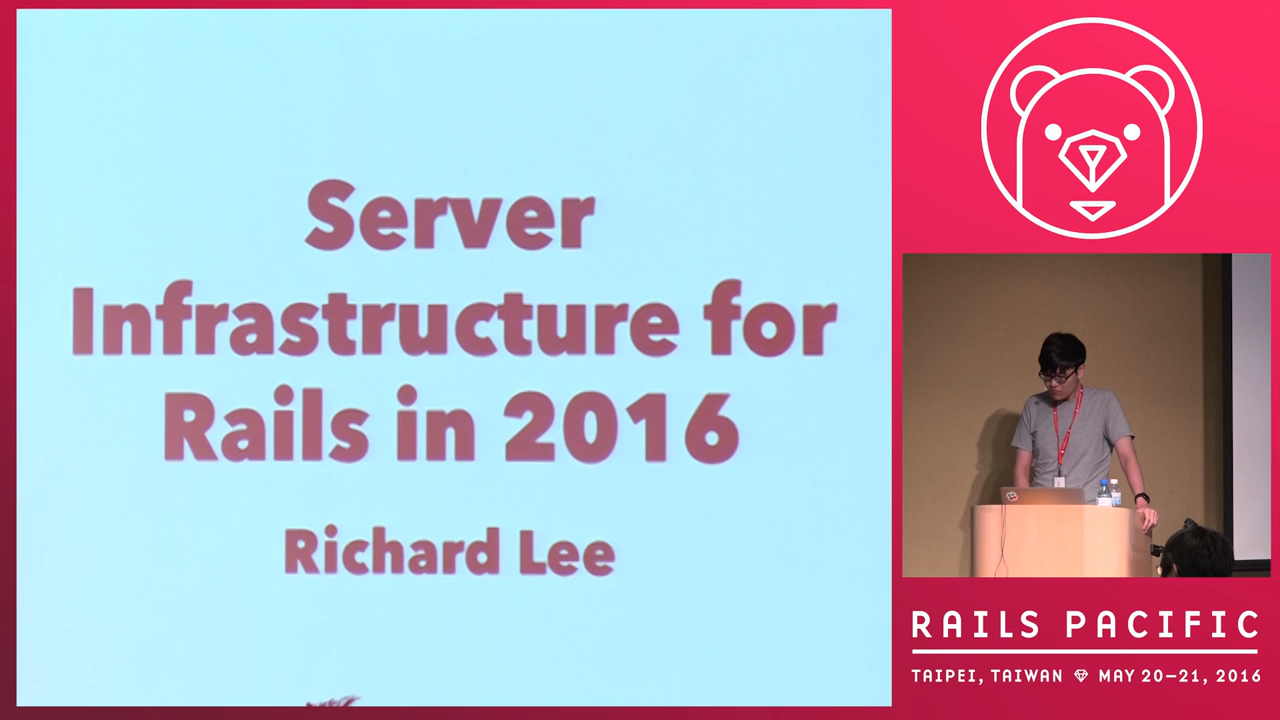 Server
Infrastructure for
Rails in 2016
Richard Lee
RAILS PACIFIC
TAIPEI, TAIWAN MAY 20–21, 2016